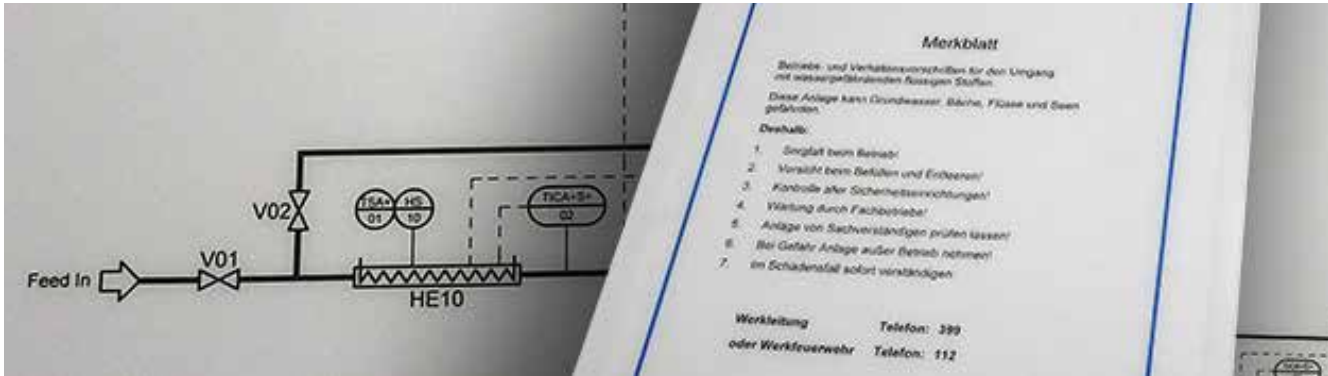 V02
TSA+ HS
01 10
TICA+S+
02
V01
Feed In
HE10
Merkblatt
Betriebs- und Verhaltensvorschriften für den Umgang
mit wassergefährdenden flüssigen Stoffen.
Diese Anlage kann Grundwasser, Bäche, Flüsse und Seen
gefährden.
Deshalb:
1. Sorgfalt beim Betrieb!
2. Vorsicht beim Befüllen und Entleeren!
3. Kontrolle aller Sicherheitseinrichtungen!
4. Wartung durch Fachbetriebe!
5. Anlage von Sachverständigen prüfen lassen!
6. Bei Gefahr Anlage außer Betrieb nehmen!
7. Im Schadensfall sofort verständigen:
Werkleitung Telefon: 399
oder Werkfeuerwehr Telefon: 112